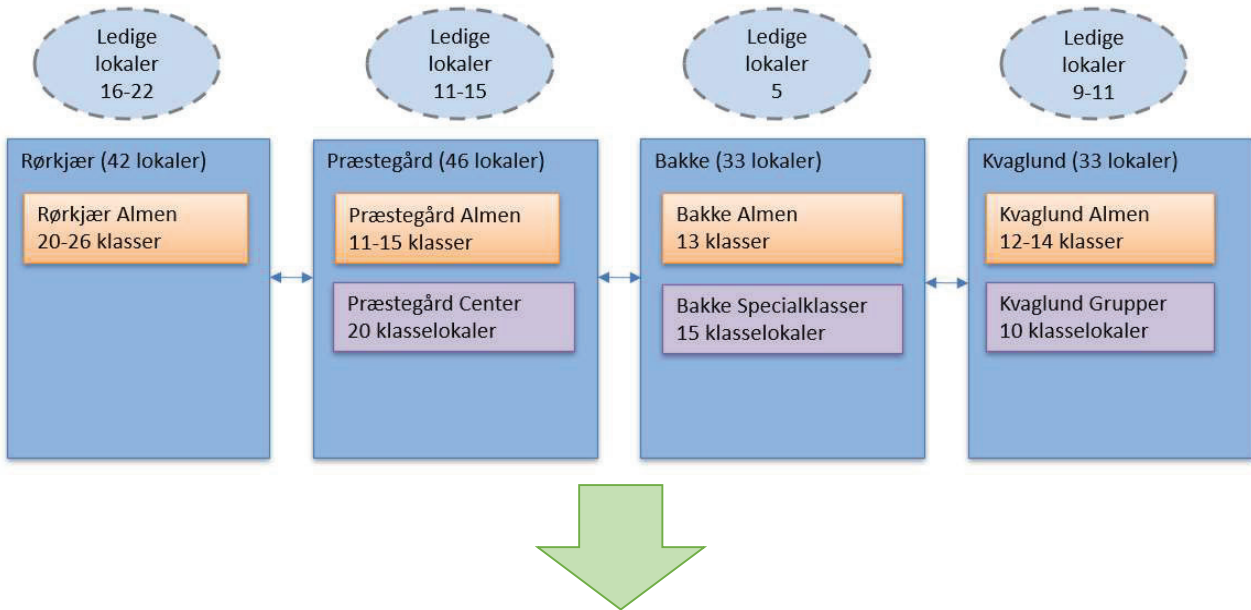 Ledige
lokaler
16-22
Ledige
lokaler
11-15
Ledige
lokaler
5
Ledige
lokaler
9-11
Rørkjær (42 lokaler)
Rørkjær Almen
20-26 klasser
Præstegård (46 lokaler)
Præstegård Almen
11-15 klasser
Præstegård Center
20 klasselokaler
Bakke (33 lokaler)
Bakke Almen
13 klasser
Bakke Specialklasser
15 klasselokaler
Kvaglund (33 lokaler)
Kvaglund Almen
12-14 klasser
Kvaglund Grupper
10 klasselokaler